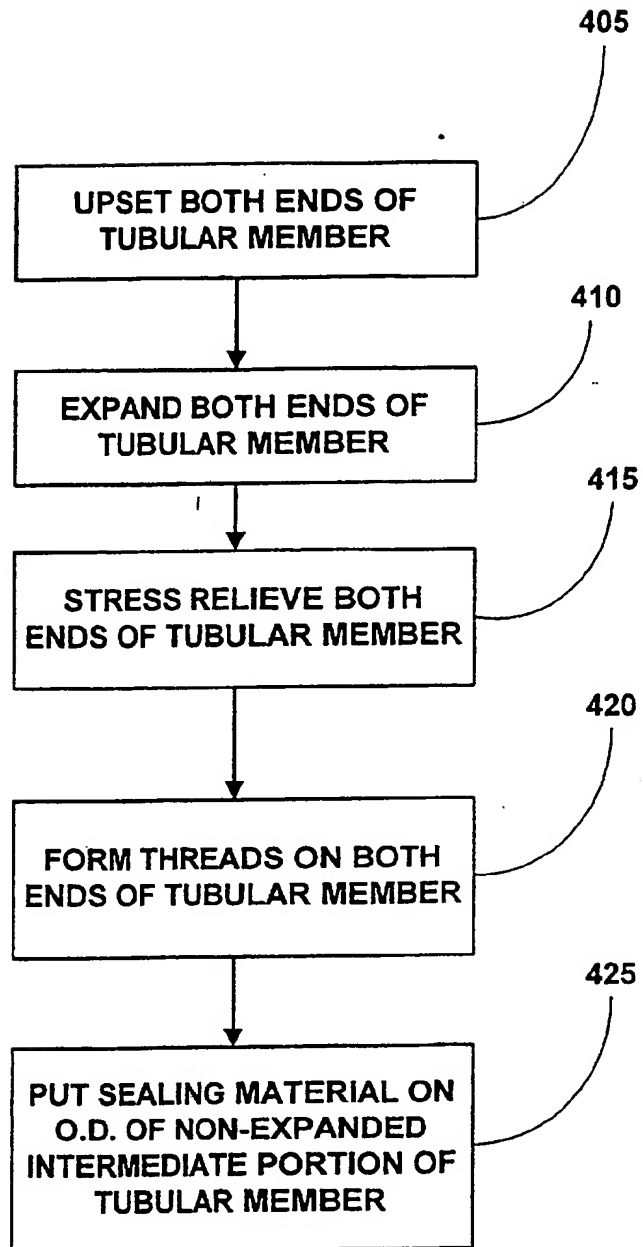 405
UPSET BOTH ENDS OF
TUBULAR MEMBER
410
EXPAND BOTH ENDS OF
TUBULAR MEMBER
415
STRESS RELIEVE BOTH
ENDS OF TUBULAR MEMBER
420
FORM THREADS ON BOTH
ENDS OF TUBULAR MEMBER
425
PUT SEALING MATERIAL ON
O.D. OF NON-EXPANDED
INTERMEDIATE PORTION OF
TUBULAR MEMBER